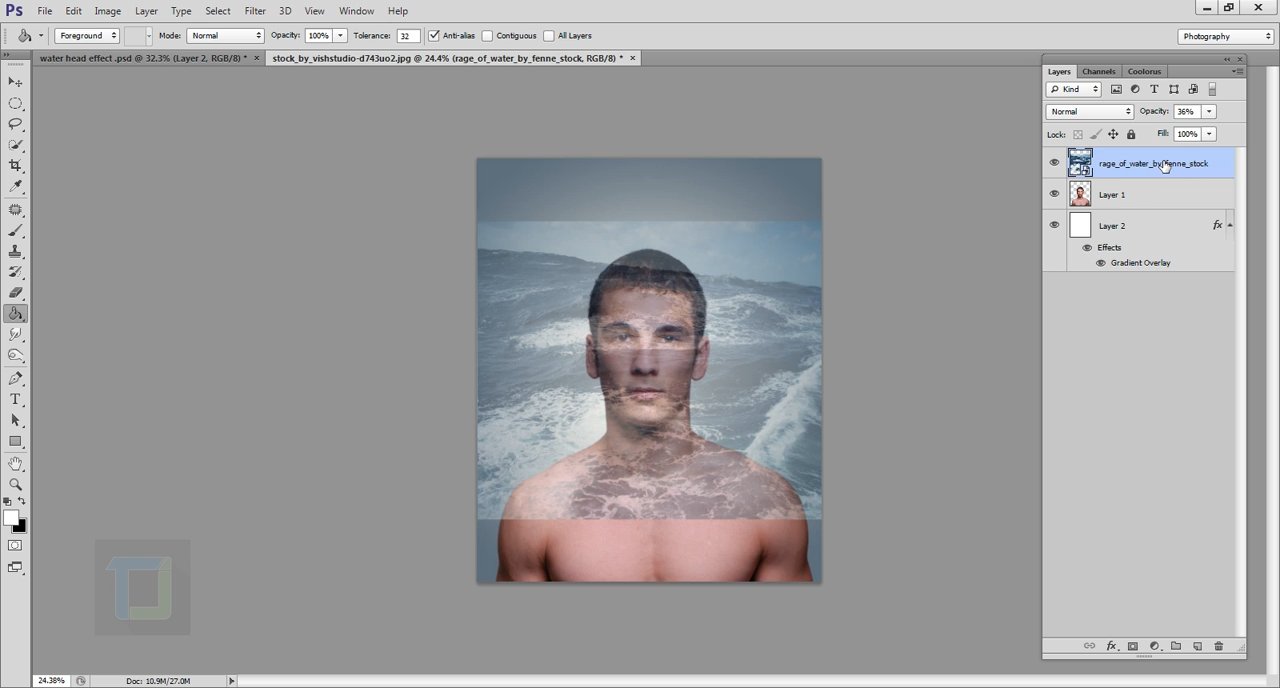 Ps File Edit Image Layer Type Select Filter 3D View Window Help
Foreground Mode: Normal Opacity: 100% Tolerance: 32 Anti-alias Contiguous All Layers Photography
water head effect .psd @ 32.3% (Layer 2, RGB/8) * × stock_by_vishstudio-d743uo2.jpg @ 24.4% (rage_of_water_by_fenne_stock, RGB/8) * ×
Layers Channels Coolorus
Kind
Normal Opacity: 36%
Lock: Fill: 100%
rage_of_water_by_fenne_stock
Layer 1
Layer 2 fx
Effects
Gradient Overlay
24.38% Doc: 10.9M/27.0M